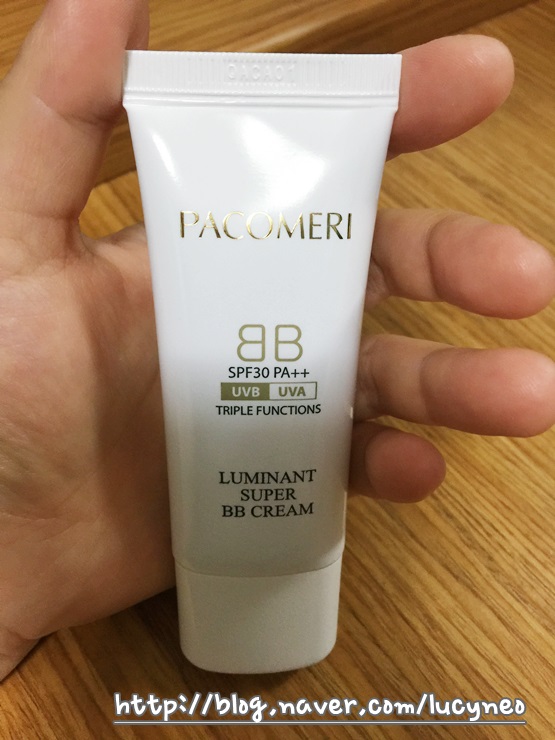 PACOMERI
BB
SPF30 PA++
UVB UVA
TRIPLE FUNCTIONS
LUMINANT
SUPER
BB CREAM
http://blog.naver.com/lucyneo